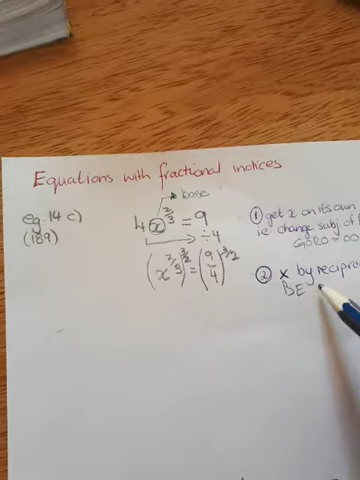 Equations with fractional indices
base
eg. 14 c)
(189)
4x^(2/3) = 9
÷4
(x^(2/3))^(3/2) = (9/4)^(3/2)
① get x on its own
ie change subj of
② x by recipro
BE